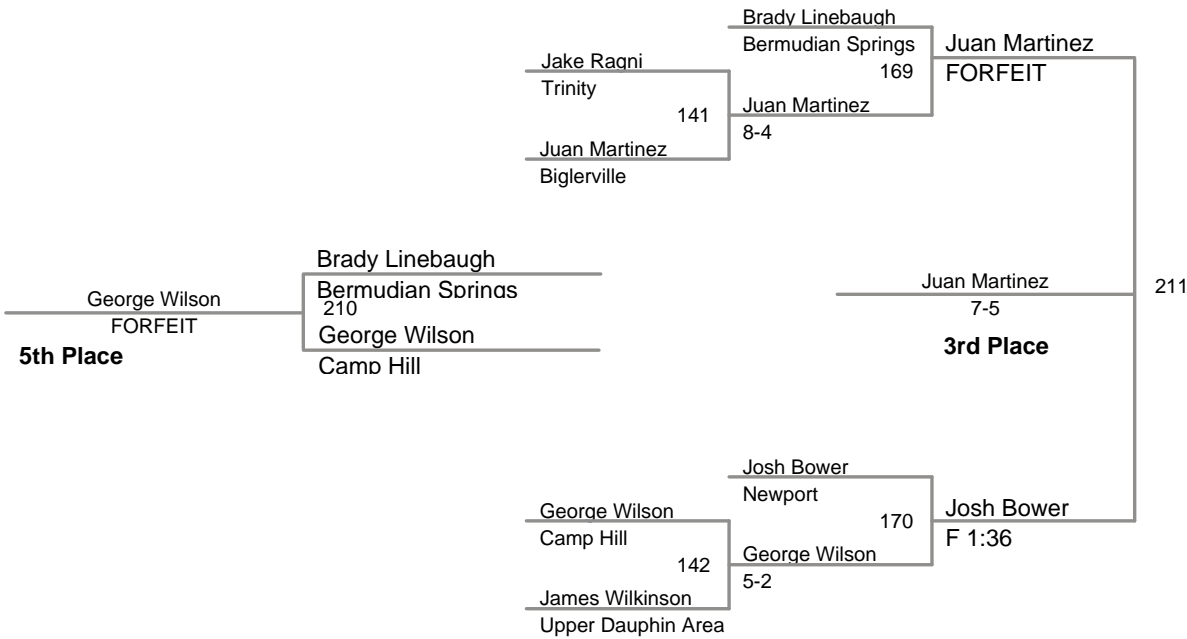 Brady Linebaugh
Bermudian Springs
169
Juan Martinez
FORFEIT
Jake Ragni
Trinity
141
Juan Martinez
8-4
Juan Martinez
Biglerville
Brady Linebaugh
Bermudian Springs
210
George Wilson
Camp Hill
George Wilson
FORFEIT
5th Place
Juan Martinez
7-5
3rd Place
211
Josh Bower
Newport
170
Josh Bower
F 1:36
George Wilson
Camp Hill
142
George Wilson
5-2
James Wilkinson
Upper Dauphin Area